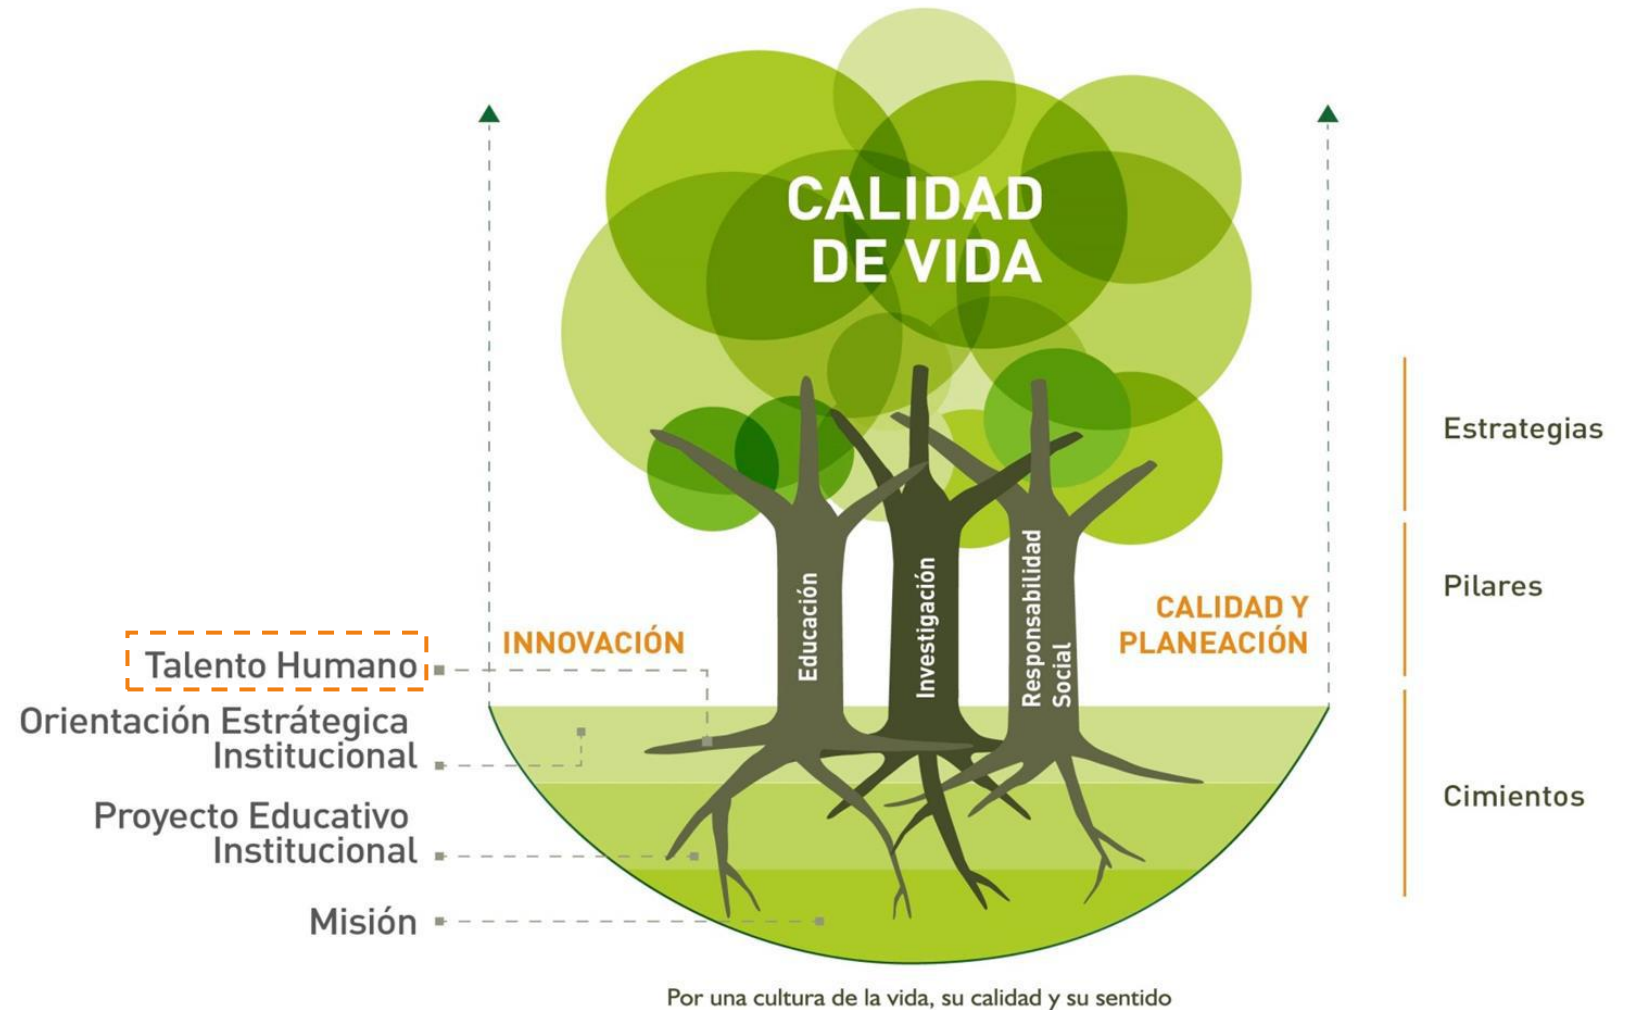 CALIDAD
DE VIDA
Estrategias
Pilares
Cimientos
Educación
Investigación
Responsabilidad
Social
INNOVACIÓN
CALIDAD Y
PLANEACIÓN
Talento Humano
Orientación Estrátegica
Institucional
Proyecto Educativo
Institucional
Misión
Por una cultura de la vida, su calidad y su sentido